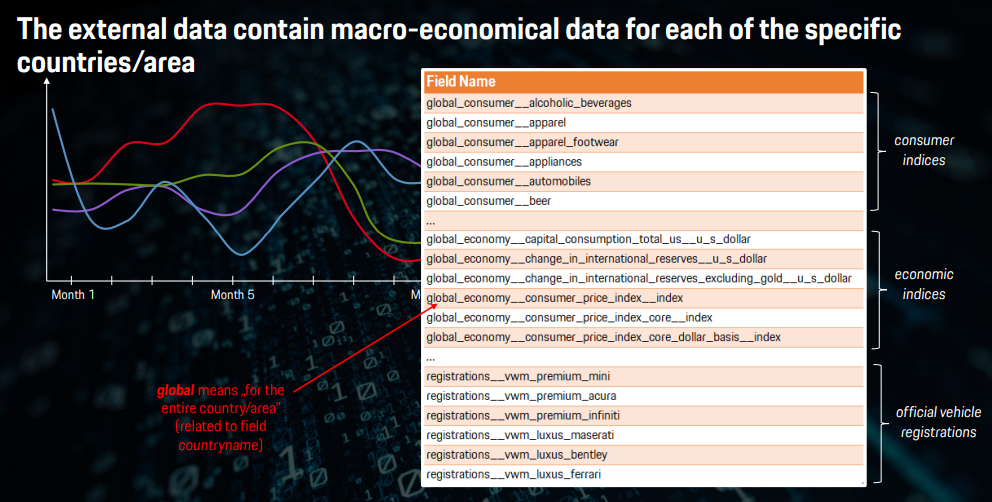 The external data contain macro-economical data for each of the specific
countries/area
Field Name
global_consumer__alcoholic_beverages
global_consumer__apparel
global_consumer__apparel_footwear
global_consumer__appliances
global_consumer__automobiles
global_consumer__beer
...
global_economy__capital_consumption_total_us__u_s_dollar
global_economy__change_in_international_reserves__u_s_dollar
global_economy__change_in_international_reserves_excluding_gold__u_s_dollar
global_economy__consumer_price_index__index
global_economy__consumer_price_index_core__index
global_economy__consumer_price_index_core_dollar_basis__index
...
registrations__vwm_premium_mini
registrations__vwm_premium_acura
registrations__vwm_premium_infiniti
registrations__vwm_luxus_maserati
registrations__vwm_luxus_bentley
registrations__vwm_luxus_ferrari
consumer
indices
economic
indices
official vehicle
registrations
Month 1
Month 5
M
global means „for the
entire country/area"
(related to field
countryname)